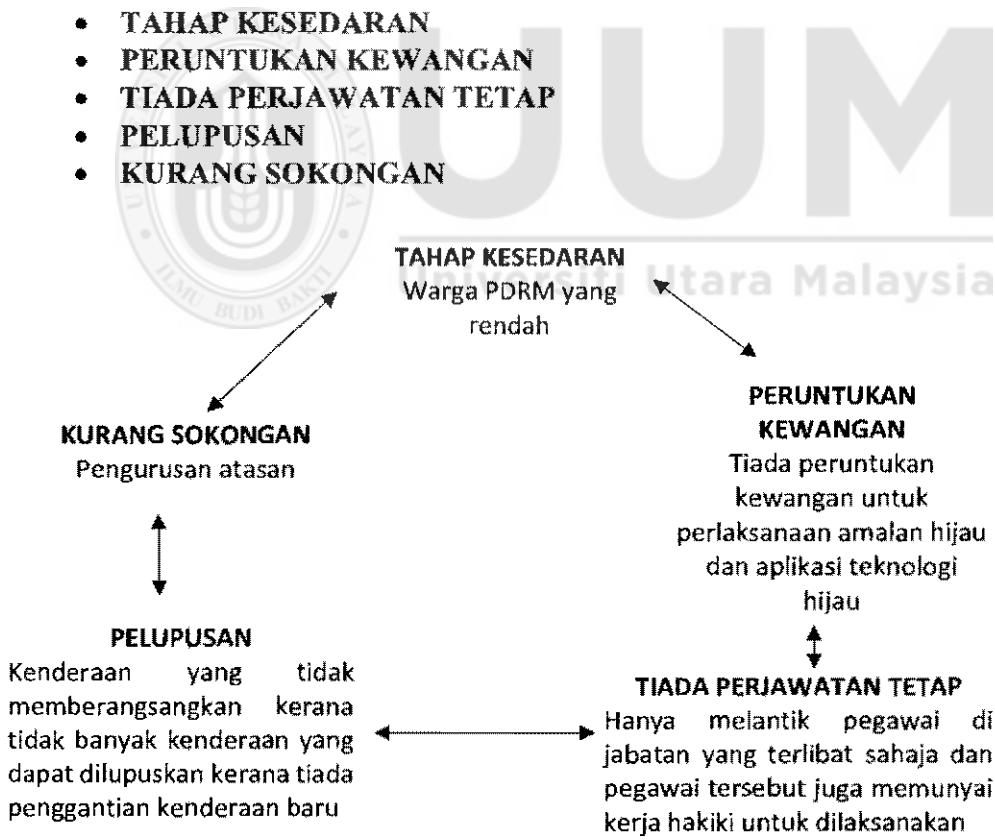 • TAHAP KESEDARAN
• PERUNTUKAN KEWANGAN
• TIADA PERJAWATAN TETAP
• PELUPUSAN
• KURANG SOKONGAN
UUM
Universiti Utara Malaysia
ILMU BUDI BAKTI
TAHAP KESEDARAN
Warga PDRM yang
rendah
PERUNTUKAN
KEWANGAN
Tiada peruntukan
kewangan untuk
perlaksanaan amalan hijau
dan aplikasi teknologi
hijau
KURANG SOKONGAN
Pengurusan atasan
PELUPUSAN
Kenderaan yang tidak
memberangsangkan kerana
tidak banyak kenderaan yang
dapat dilupuskan kerana tiada
penggantian kenderaan baru
TIADA PERJAWATAN TETAP
Hanya melantik pegawai di
jabatan yang terlibat sahaja dan
pegawai tersebut juga memunyai
kerja hakiki untuk dilaksanakan